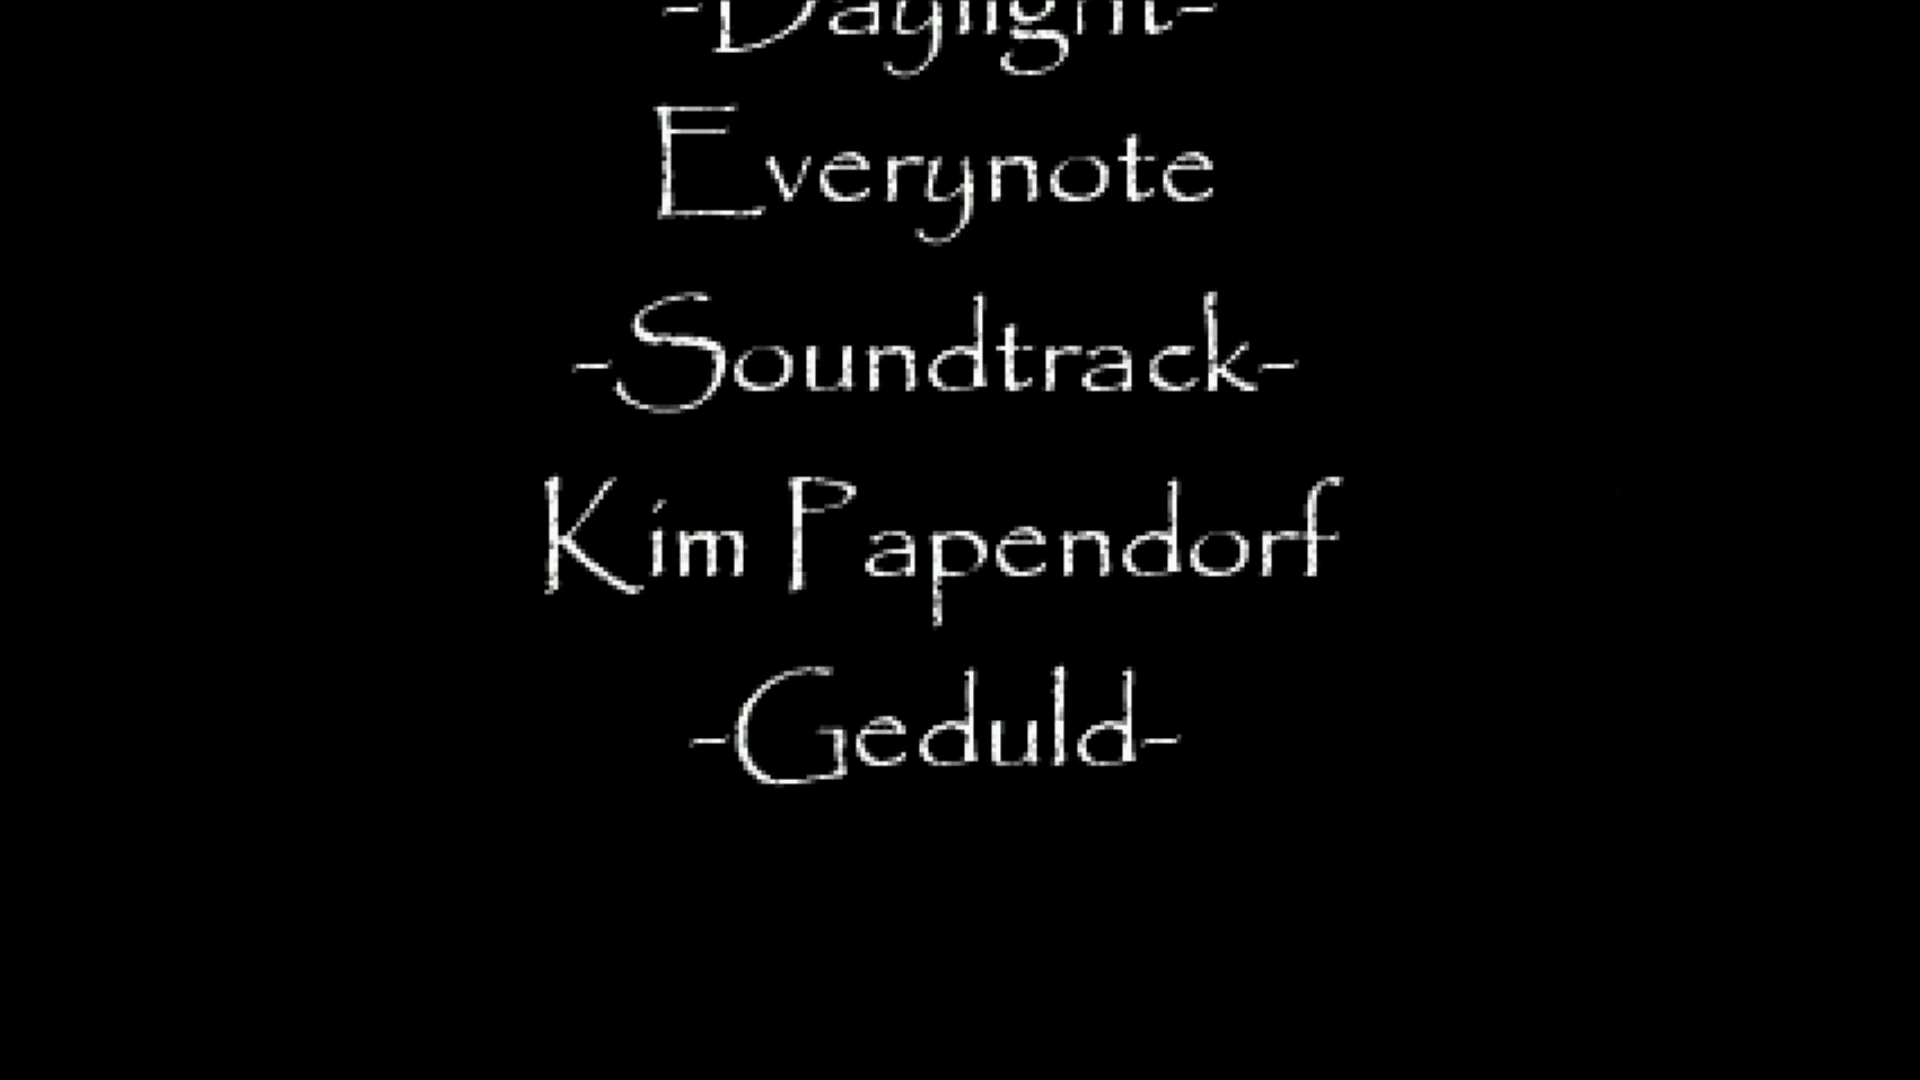 -Daylight-
Everynote
-Soundtrack-
Kim Papendorf
-Geduld-